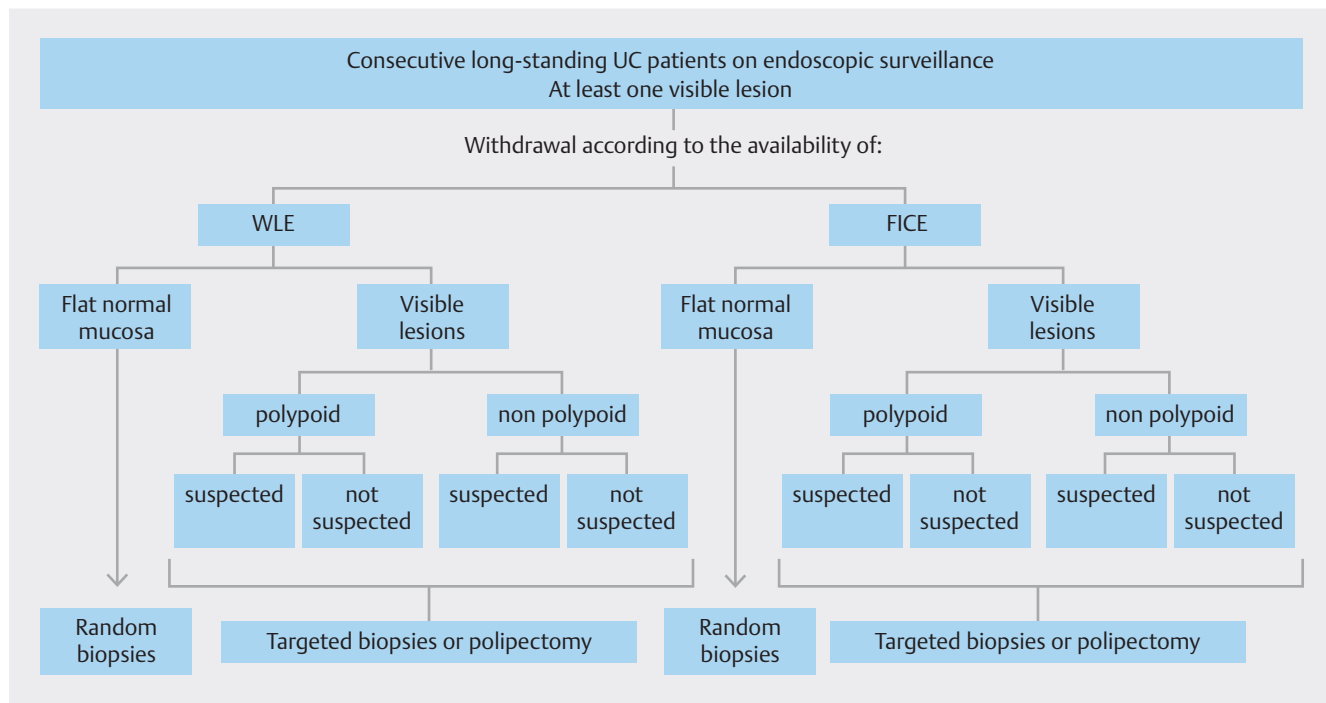 Consecutive long-standing UC patients on endoscopic surveillance
At least one visible lesion
Withdrawal according to the availability of:
WLE
FICE
Flat normal
mucosa
Visible
lesions
Flat normal
mucosa
Visible
lesions
polypoid
non polypoid
polypoid
non polypoid
suspected
not
suspected
suspected
not
suspected
suspected
not
suspected
suspected
not
suspected
Random
biopsies
Targeted biopsies or polipectomy
Random
biopsies
Targeted biopsies or polipectomy